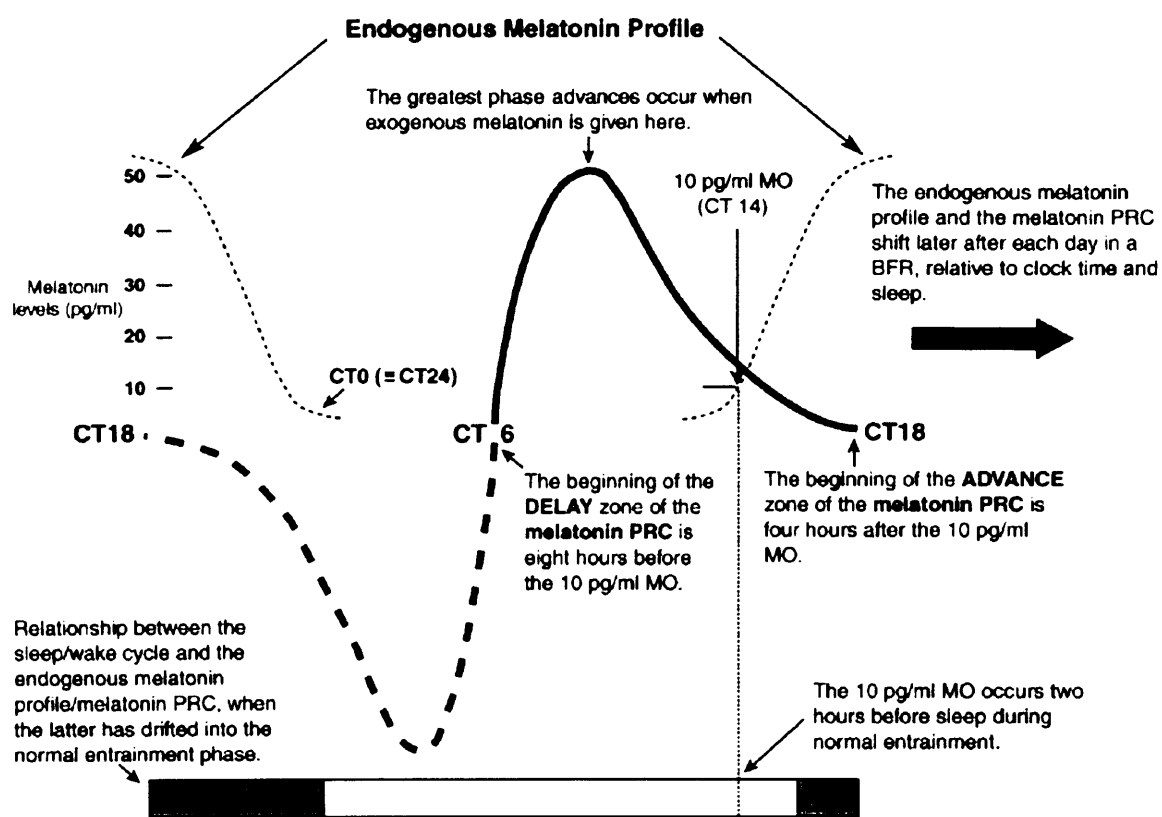 Endogenous Melatonin Profile
The greatest phase advances occur when
exogenous melatonin is given here.
50
40
30
20
10
Melatonin
levels (pg/ml)
10 pg/ml MO
(CT 14)
The endogenous melatonin
profile and the melatonin PRC
shift later after each day in a
BFR, relative to clock time and
sleep.
CT0 (=CT24)
CT18
CT 6
CT18
The beginning of the
DELAY zone of the
melatonin PRC is
eight hours before
the 10 pg/ml MO.
The beginning of the ADVANCE
zone of the melatonin PRC is
four hours after the 10 pg/ml
MO.
Relationship between the
sleep/wake cycle and the
endogenous melatonin
profile/melatonin PRC, when
the latter has drifted into the
normal entrainment phase.
The 10 pg/ml MO occurs two
hours before sleep during
normal entrainment.